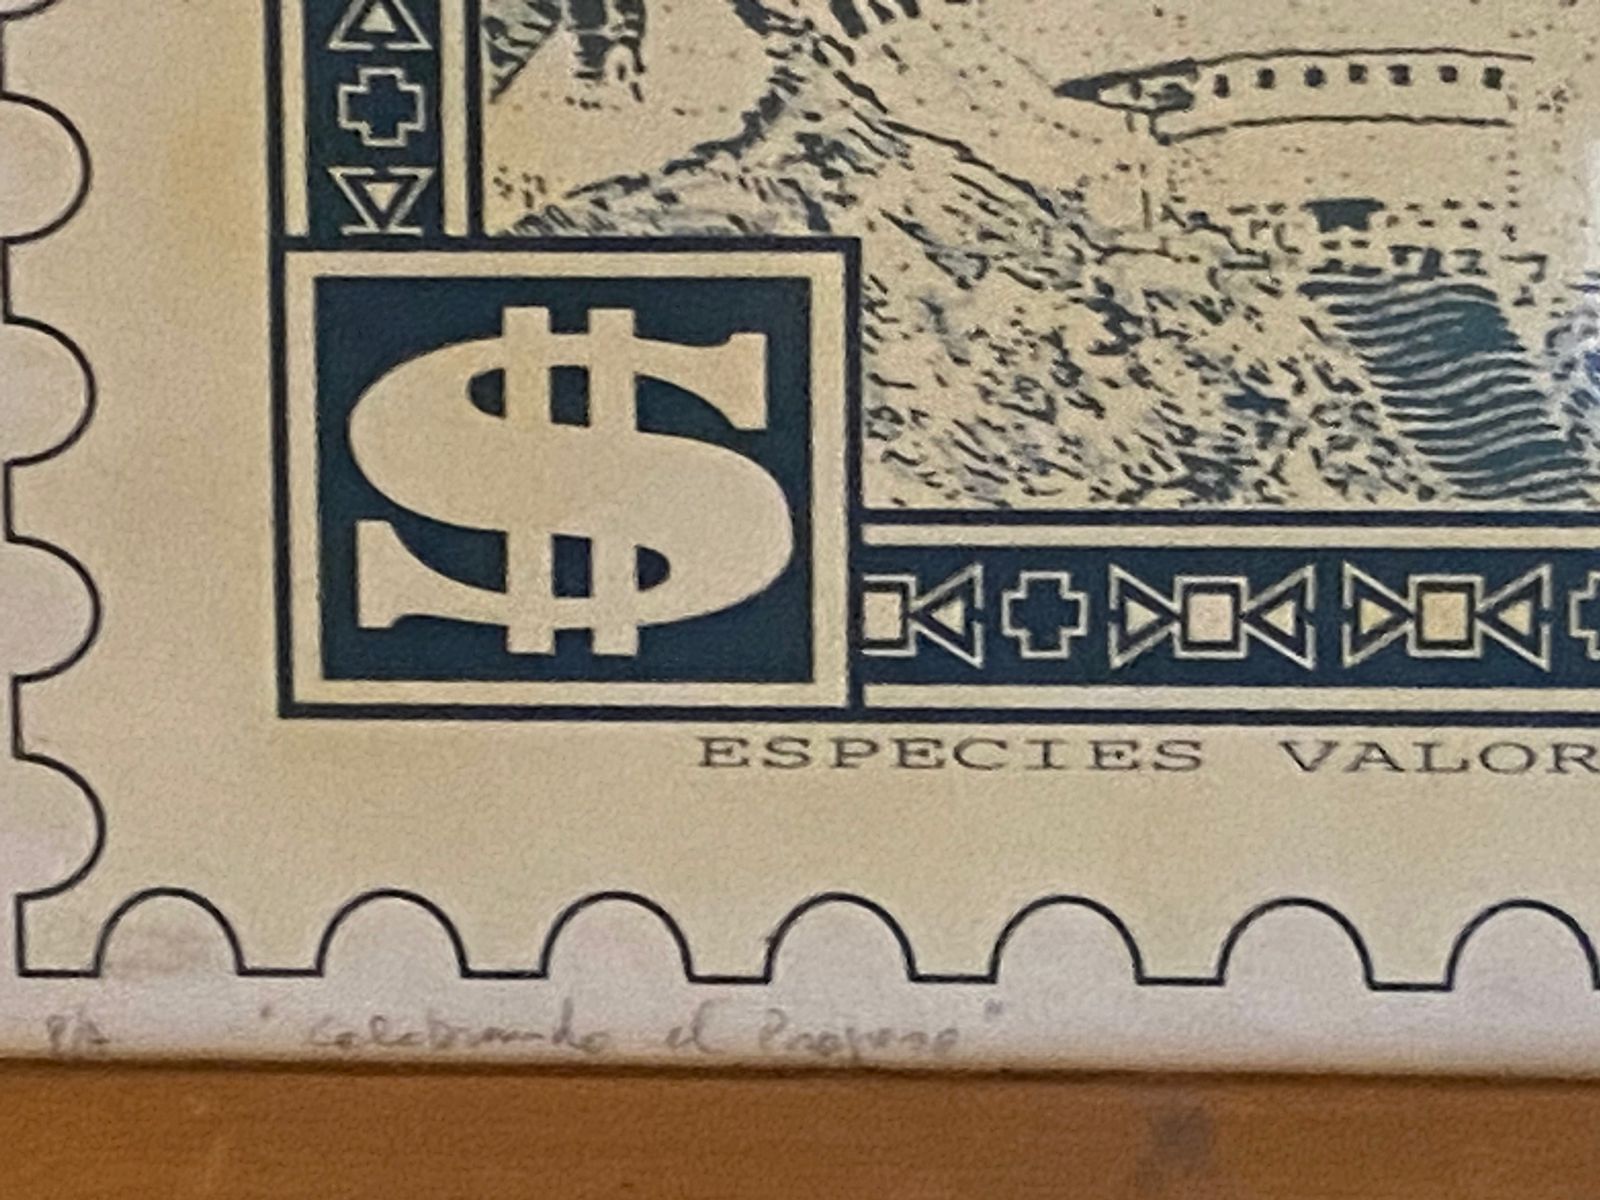 $
ESPECIES VALOR
P/A "Celebrando el Progreso"